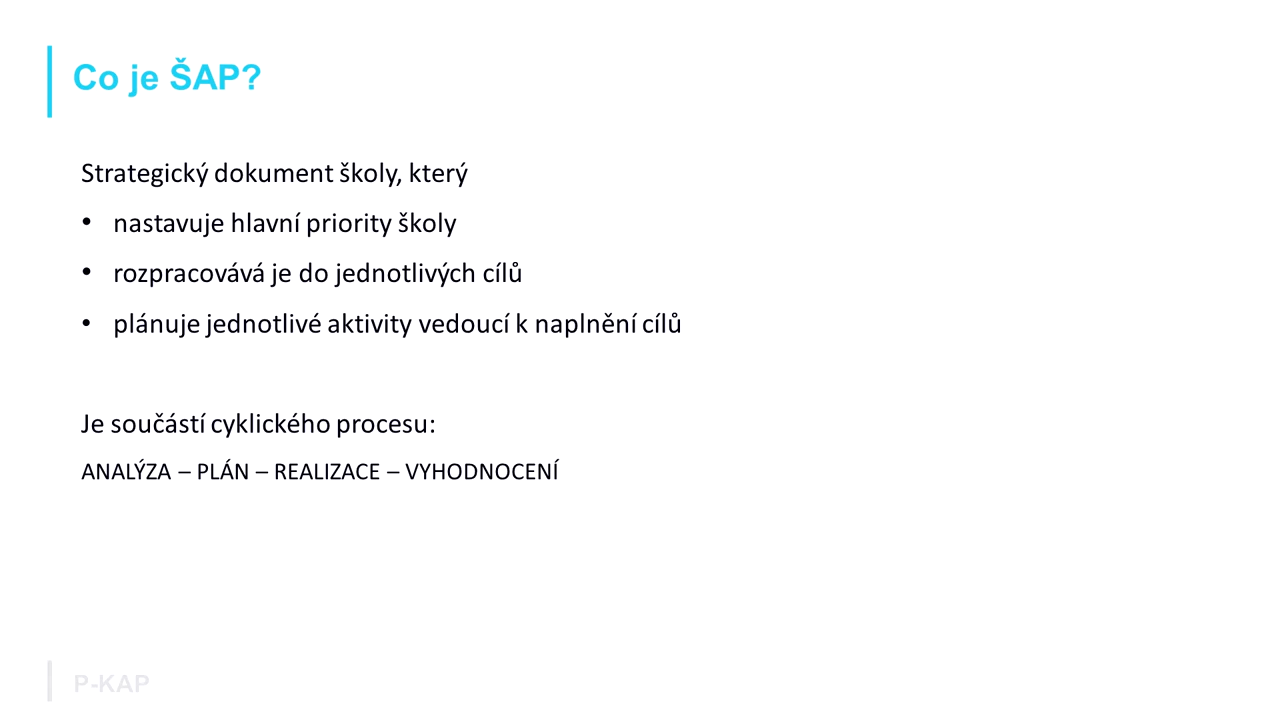 Co je ŠAP?
Strategický dokument školy, který
• nastavuje hlavní priority školy
• rozpracovává je do jednotlivých cílů
• plánuje jednotlivé aktivity vedoucí k naplnění cílů
Je součástí cyklického procesu:
ANALÝZA – PLÁN – REALIZACE – VYHODNOCENÍ
P-KAP